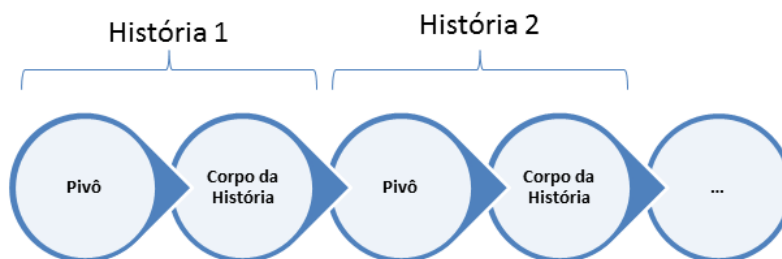 História 1
História 2
Pivô
Corpo da
História
Pivô
Corpo da
História
...